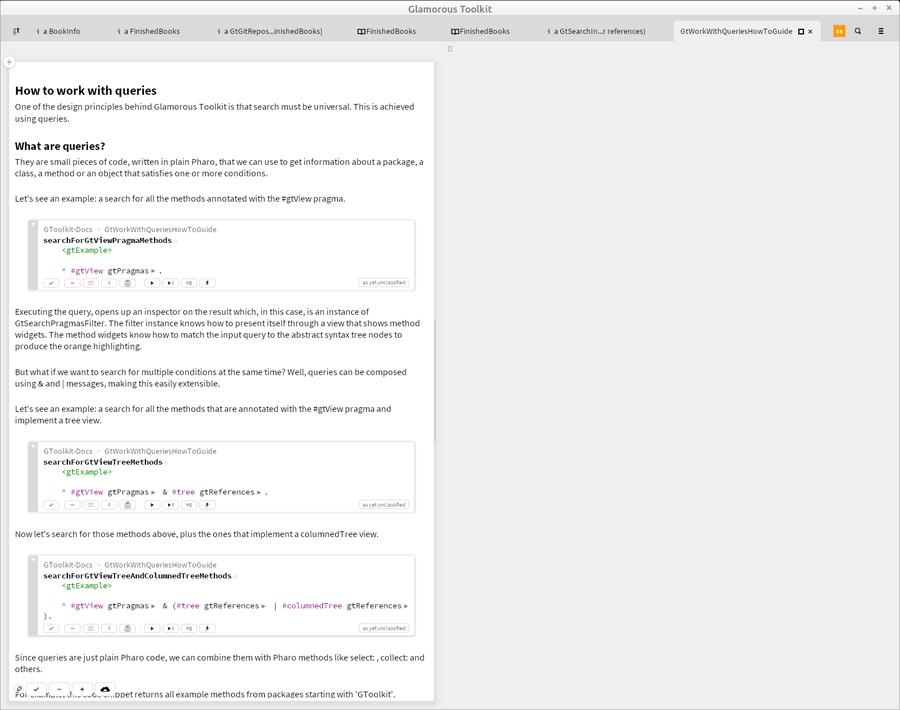 Glamorous Toolkit
gt
a BookInfo
a FinishedBooks
a GtGitRepos...inishedBooks)
FinishedBooks
FinishedBooks
a GtSearchIn...r references)
GtWorkWithQueriesHowToGuide
How to work with queries
One of the design principles behind Glamorous Toolkit is that search must be universal. This is achieved
using queries.
What are queries?
They are small pieces of code, written in plain Pharo, that we can use to get information about a package, a
class, a method or an object that satisfies one or more conditions.
Let's see an example: a search for all the methods annotated with the #gtView pragma.
GToolkit-Docs > GtWorkWithQueriesHowToGuide
searchForGtViewPragmaMethods
<gtExample>
^ #gtView gtPragmas ▸ .
as yet unclassified
Executing the query, opens up an inspector on the result which, in this case, is an instance of
GtSearchPragmasFilter. The filter instance knows how to present itself through a view that shows method
widgets. The method widgets know how to match the input query to the abstract syntax tree nodes to
produce the orange highlighting.
But what if we want to search for multiple conditions at the same time? Well, queries can be composed
using & and | messages, making this easily extensible.
Let's see an example: a search for all the methods that are annotated with the #gtView pragma and
implement a tree view.
GToolkit-Docs > GtWorkWithQueriesHowToGuide
searchForGtViewTreeMethods
<gtExample>
^ #gtView gtPragmas ▸ & #tree gtReferences ▸ .
as yet unclassified
Now let's search for those methods above, plus the ones that implement a columnedTree view.
GToolkit-Docs > GtWorkWithQueriesHowToGuide
searchForGtViewTreeAndColumnedTreeMethods
<gtExample>
^ #gtView gtPragmas ▸ & (#tree gtReferences ▸ | #columnedTree gtReferences ▸
).
as yet unclassified
Since queries are just plain Pharo code, we can combine them with Pharo methods like select: , collect: and
others.
For example, this code snippet returns all example methods from packages starting with 'GToolkit'.